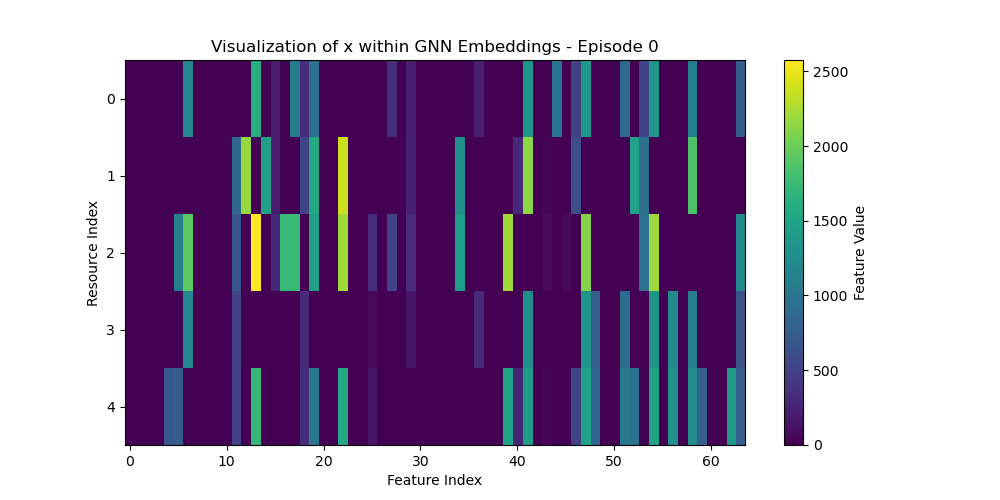 Visualization of x within GNN Embeddings - Episode 0
Resource Index
0
1
2
3
4
0 10 20 30 40 50 60
Feature Index
2500
2000
1500
1000
500
0
Feature Value